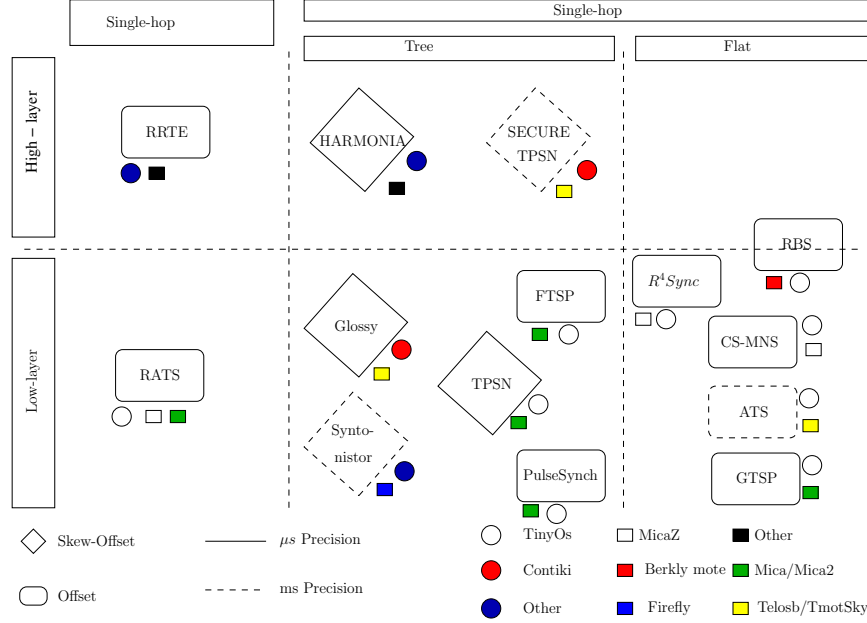 Single-hop
Single-hop
Tree
Flat
High – layer
RRTE
HARMONIA
SECURE
TPSN
RBS
R⁴Sync
Low-layer
Glossy
FTSP
CS-MNS
RATS
TPSN
ATS
Synto-
nistor
PulseSynch
GTSP
Skew-Offset
μs Precision
TinyOs
MicaZ
Other
Contiki
Berkly mote
Mica/Mica2
Offset
ms Precision
Other
Firefly
Telosb/TmotSky